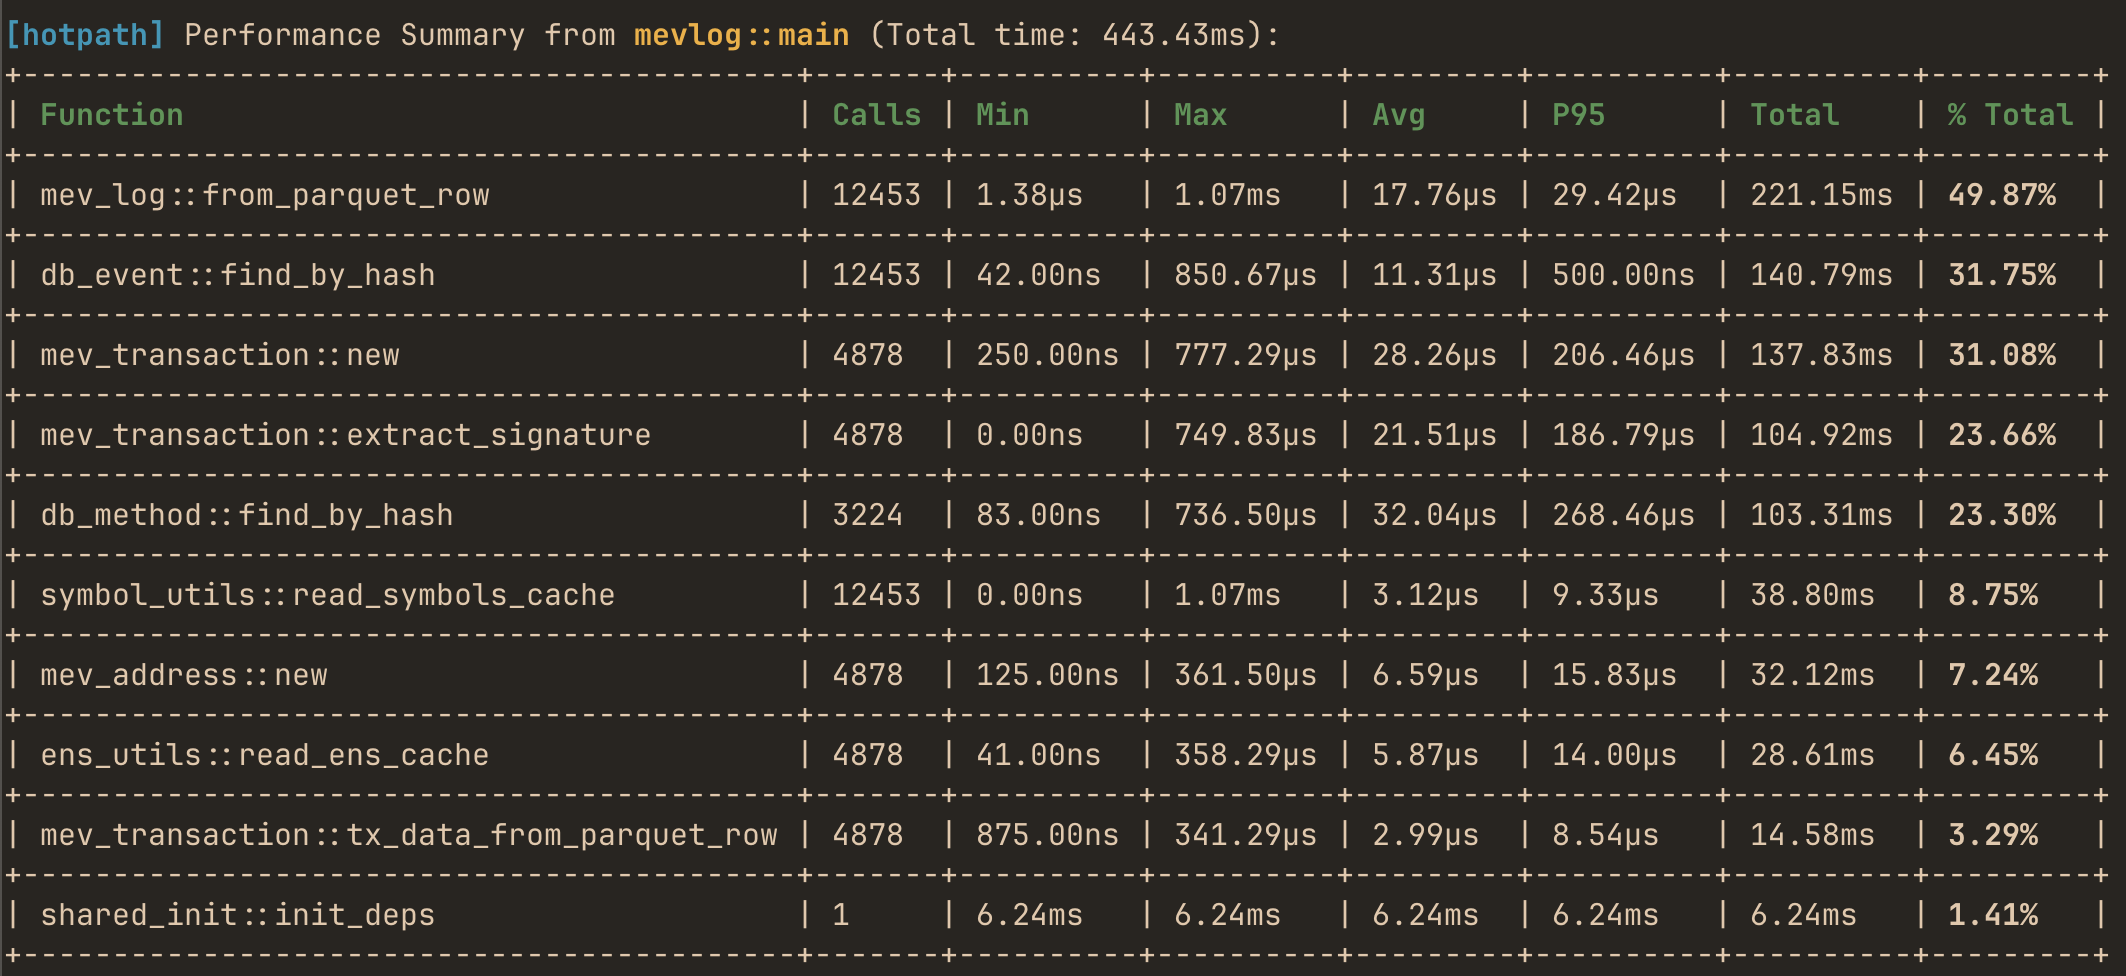 [hotpath] Performance Summary from mevlog::main (Total time: 443.43ms):
+-------------------------------------------+-------+----------+----------+---------+----------+----------+---------+
| Function | Calls | Min | Max | Avg | P95 | Total | % Total |
+-------------------------------------------+-------+----------+----------+---------+----------+----------+---------+
| mev_log::from_parquet_row | 12453 | 1.38µs | 1.07ms | 17.76µs | 29.42µs | 221.15ms | 49.87% |
+-------------------------------------------+-------+----------+----------+---------+----------+----------+---------+
| db_event::find_by_hash | 12453 | 42.00ns | 850.67µs | 11.31µs | 500.00ns | 140.79ms | 31.75% |
+-------------------------------------------+-------+----------+----------+---------+----------+----------+---------+
| mev_transaction::new | 4878 | 250.00ns | 777.29µs | 28.26µs | 206.46µs | 137.83ms | 31.08% |
+-------------------------------------------+-------+----------+----------+---------+----------+----------+---------+
| mev_transaction::extract_signature | 4878 | 0.00ns | 749.83µs | 21.51µs | 186.79µs | 104.92ms | 23.66% |
+-------------------------------------------+-------+----------+----------+---------+----------+----------+---------+
| db_method::find_by_hash | 3224 | 83.00ns | 736.50µs | 32.04µs | 268.46µs | 103.31ms | 23.30% |
+-------------------------------------------+-------+----------+----------+---------+----------+----------+---------+
| symbol_utils::read_symbols_cache | 12453 | 0.00ns | 1.07ms | 3.12µs | 9.33µs | 38.80ms | 8.75% |
+-------------------------------------------+-------+----------+----------+---------+----------+----------+---------+
| mev_address::new | 4878 | 125.00ns | 361.50µs | 6.59µs | 15.83µs | 32.12ms | 7.24% |
+-------------------------------------------+-------+----------+----------+---------+----------+----------+---------+
| ens_utils::read_ens_cache | 4878 | 41.00ns | 358.29µs | 5.87µs | 14.00µs | 28.61ms | 6.45% |
+-------------------------------------------+-------+----------+----------+---------+----------+----------+---------+
| mev_transaction::tx_data_from_parquet_row | 4878 | 875.00ns | 341.29µs | 2.99µs | 8.54µs | 14.58ms | 3.29% |
+-------------------------------------------+-------+----------+----------+---------+----------+----------+---------+
| shared_init::init_deps | 1 | 6.24ms | 6.24ms | 6.24ms | 6.24ms | 6.24ms | 1.41% |
+-------------------------------------------+-------+----------+----------+---------+----------+----------+---------+